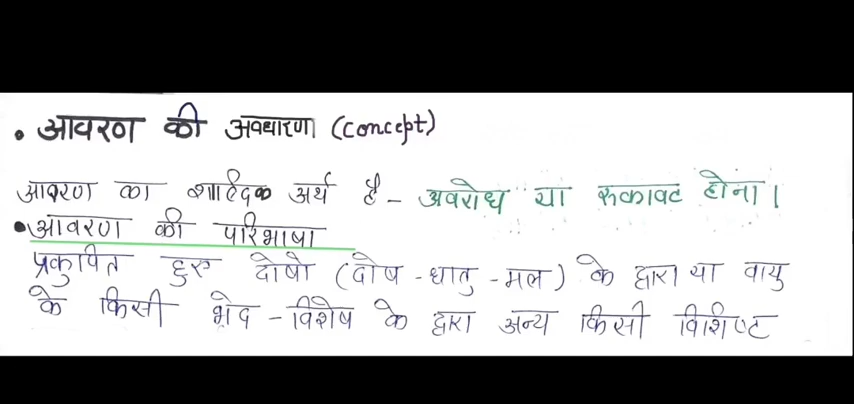 • आवरण की अवधारणा (concept)
आवरण का शाब्दिक अर्थ है - अवरोध या रुकावट होना।
• आवरण की परिभाषा
प्रकुपित हुए दोषो (दोष - धातु - मल) के द्वारा या वायु
के किसी भेद - विशेष के द्वारा अन्य किसी विशिष्ट